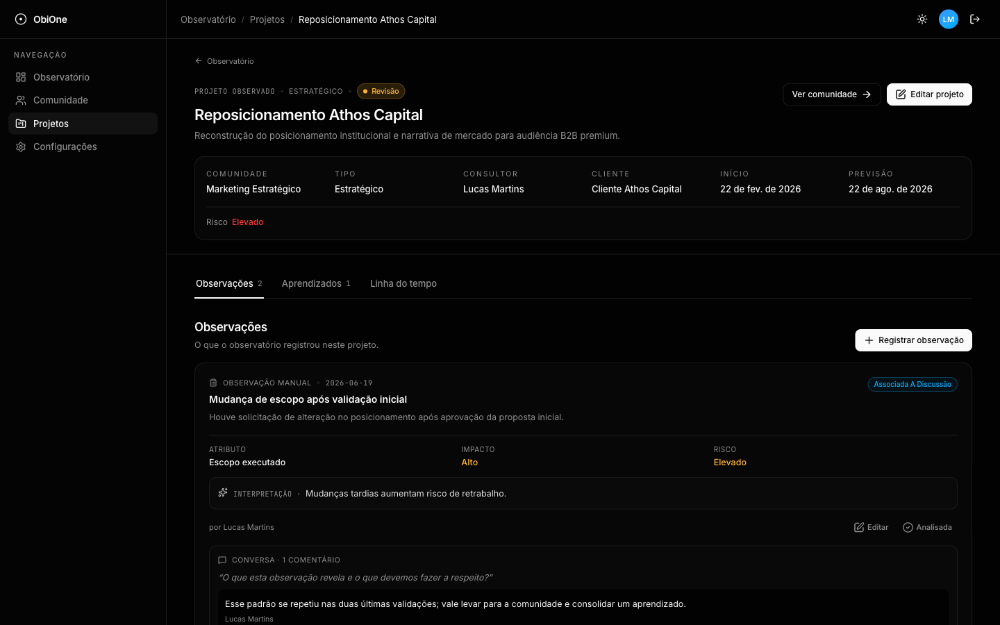 ObiOne
Observatório / Projetos / Reposicionamento Athos Capital
LM
NAVEGAÇÃO
Observatório
Comunidade
Projetos
Configurações
← Observatório
PROJETO OBSERVADO • ESTRATÉGICO • Revisão
Ver comunidade →
Editar projeto
Reposicionamento Athos Capital
Reconstrução do posicionamento institucional e narrativa de mercado para audiência B2B premium.
COMUNIDADE TIPO CONSULTOR CLIENTE INÍCIO PREVISÃO
Marketing Estratégico Estratégico Lucas Martins Cliente Athos Capital 22 de fev. de 2026 22 de ago. de 2026
Risco Elevado
Observações 2 Aprendizados 1 Linha do tempo
Observações
O que o observatório registrou neste projeto.
+ Registrar observação
OBSERVAÇÃO MANUAL • 2026-06-19
Associada A Discussão
Mudança de escopo após validação inicial
Houve solicitação de alteração no posicionamento após aprovação da proposta inicial.
ATRIBUTO IMPACTO RISCO
Escopo executado Alto Elevado
INTERPRETAÇÃO · Mudanças tardias aumentam risco de retrabalho.
por Lucas Martins
Editar Analisada
CONVERSA · 1 COMENTÁRIO
“O que esta observação revela e o que devemos fazer a respeito?”
Esse padrão se repetiu nas duas últimas validações; vale levar para a comunidade e consolidar um aprendizado.
Lucas Martins